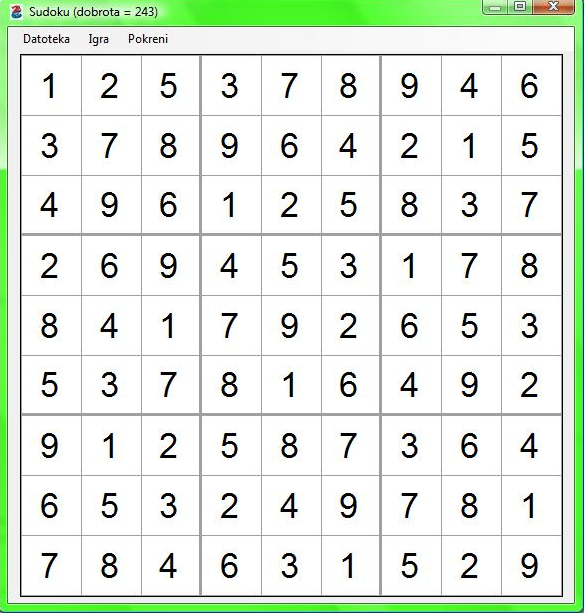 Sudoku (dobrota = 243)
Datoteka Igra Pokreni
1 2 5 3 7 8 9 4 6
3 7 8 9 6 4 2 1 5
4 9 6 1 2 5 8 3 7
2 6 9 4 5 3 1 7 8
8 4 1 7 9 2 6 5 3
5 3 7 8 1 6 4 9 2
9 1 2 5 8 7 3 6 4
6 5 3 2 4 9 7 8 1
7 8 4 6 3 1 5 2 9